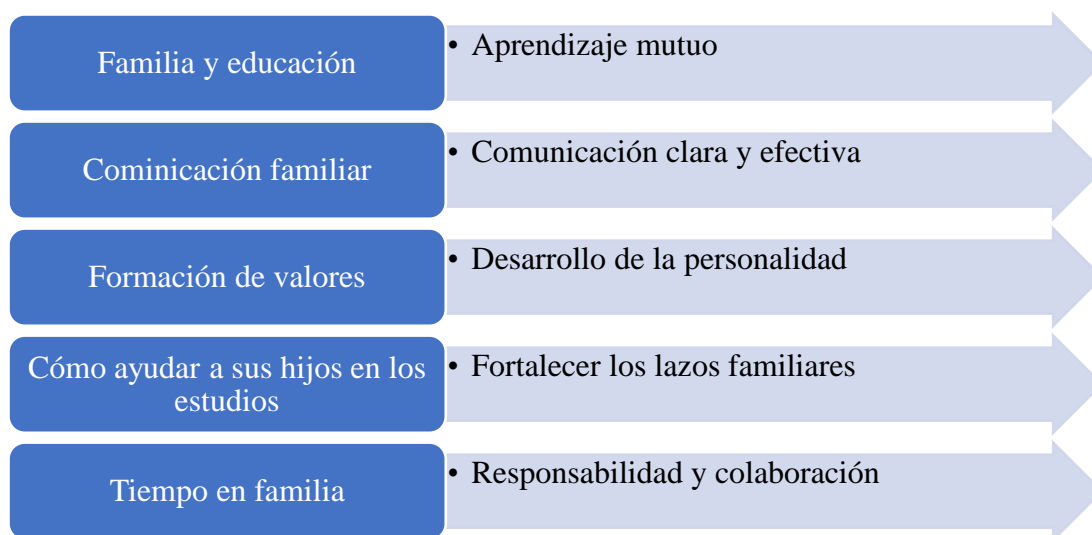 Familia y educación
• Aprendizaje mutuo
Cominicación familiar
• Comunicación clara y efectiva
Formación de valores
• Desarrollo de la personalidad
Cómo ayudar a sus hijos en los
estudios
• Fortalecer los lazos familiares
Tiempo en familia
• Responsabilidad y colaboración